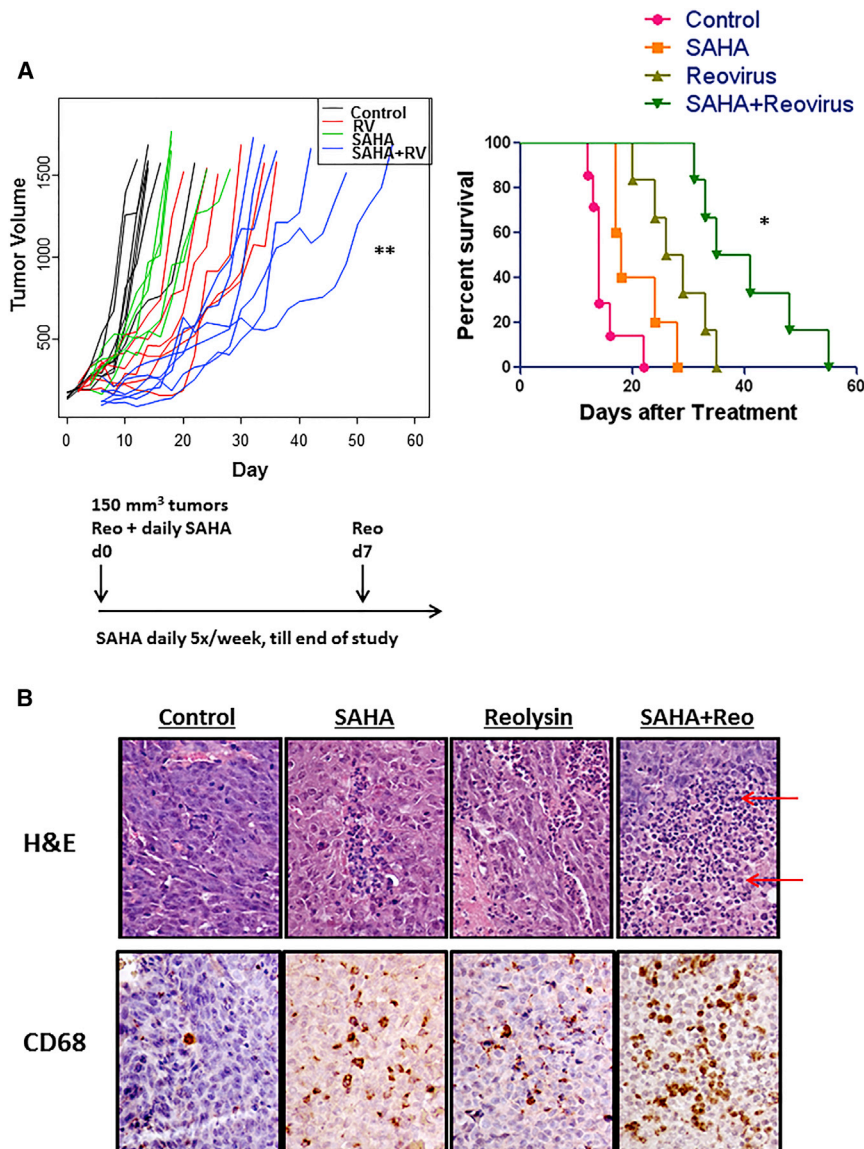 A
Control
RV
SAHA
SAHA+RV
**
Tumor Volume
500
1000
1500
0
10
20
30
40
50
60
Day
Control
SAHA
Reovirus
SAHA+Reovirus
*
Percent survival
100
80
60
40
20
0
0
20
40
60
Days after Treatment
150 mm³ tumors
Reo + daily SAHA
d0
Reo
d7
SAHA daily 5x/week, till end of study
B
Control
SAHA
Reolysin
SAHA+Reo
H&E
CD68